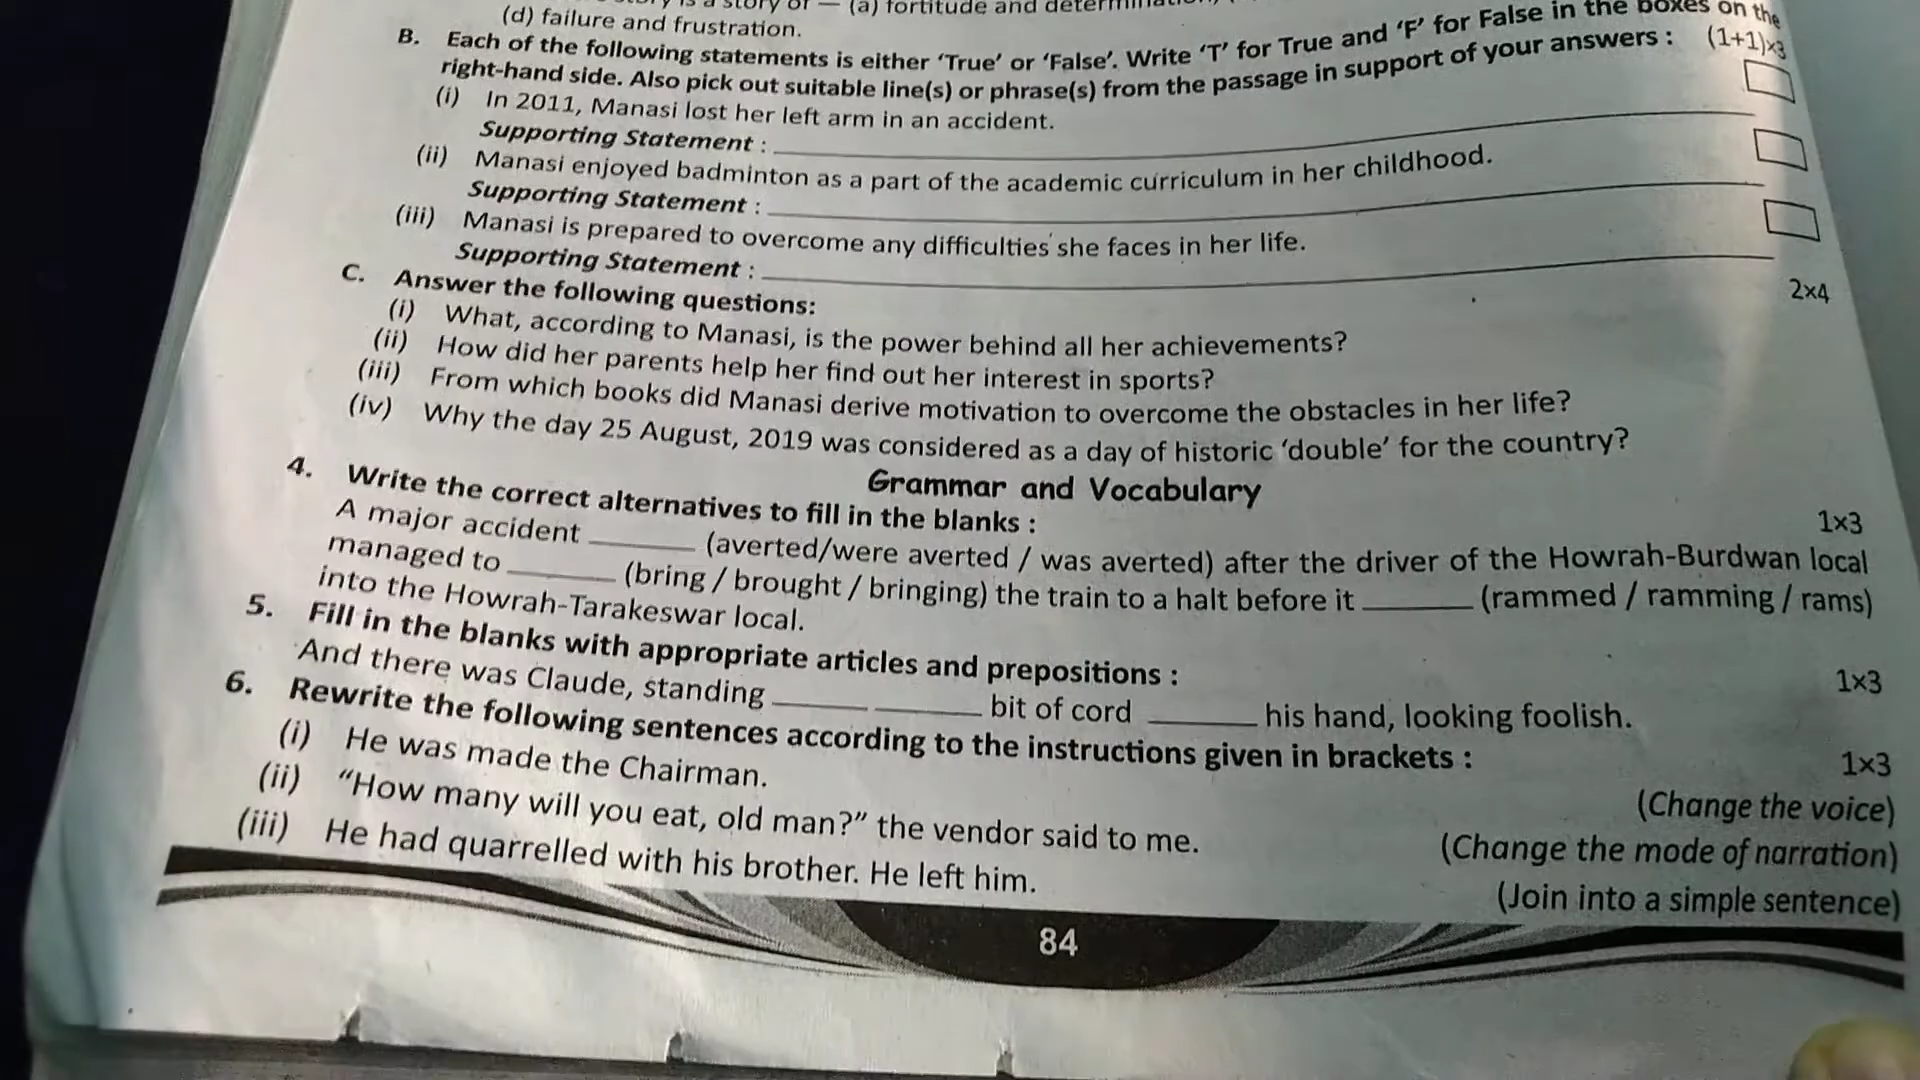 story is a story of — (a) fortitude and
(d) failure and frustration.
B. Each of the following statements is either 'True' or 'False'. Write 'T' for True and 'F' for False in the boxes on the
right-hand side. Also pick out suitable line(s) or phrase(s) from the passage in support of your answers : (1+1)×3
(i) In 2011, Manasi lost her left arm in an accident.
Supporting Statement :
(ii) Manasi enjoyed badminton as a part of the academic curriculum in her childhood.
Supporting Statement :
(iii) Manasi is prepared to overcome any difficulties she faces in her life.
Supporting Statement :
C. Answer the following questions: 2×4
(i) What, according to Manasi, is the power behind all her achievements?
(ii) How did her parents help her find out her interest in sports?
(iii) From which books did Manasi derive motivation to overcome the obstacles in her life?
(iv) Why the day 25 August, 2019 was considered as a day of historic 'double' for the country?
Grammar and Vocabulary
4. Write the correct alternatives to fill in the blanks : 1×3
A major accident ______ (averted/were averted / was averted) after the driver of the Howrah-Burdwan local
managed to ______ (bring / brought / bringing) the train to a halt before it ______ (rammed / ramming / rams)
into the Howrah-Tarakeswar local.
5. Fill in the blanks with appropriate articles and prepositions : 1×3
And there was Claude, standing ______ ______ bit of cord ______ his hand, looking foolish.
6. Rewrite the following sentences according to the instructions given in brackets : 1×3
(i) He was made the Chairman. (Change the voice)
(ii) "How many will you eat, old man?" the vendor said to me. (Change the mode of narration)
(iii) He had quarrelled with his brother. He left him. (Join into a simple sentence)
84